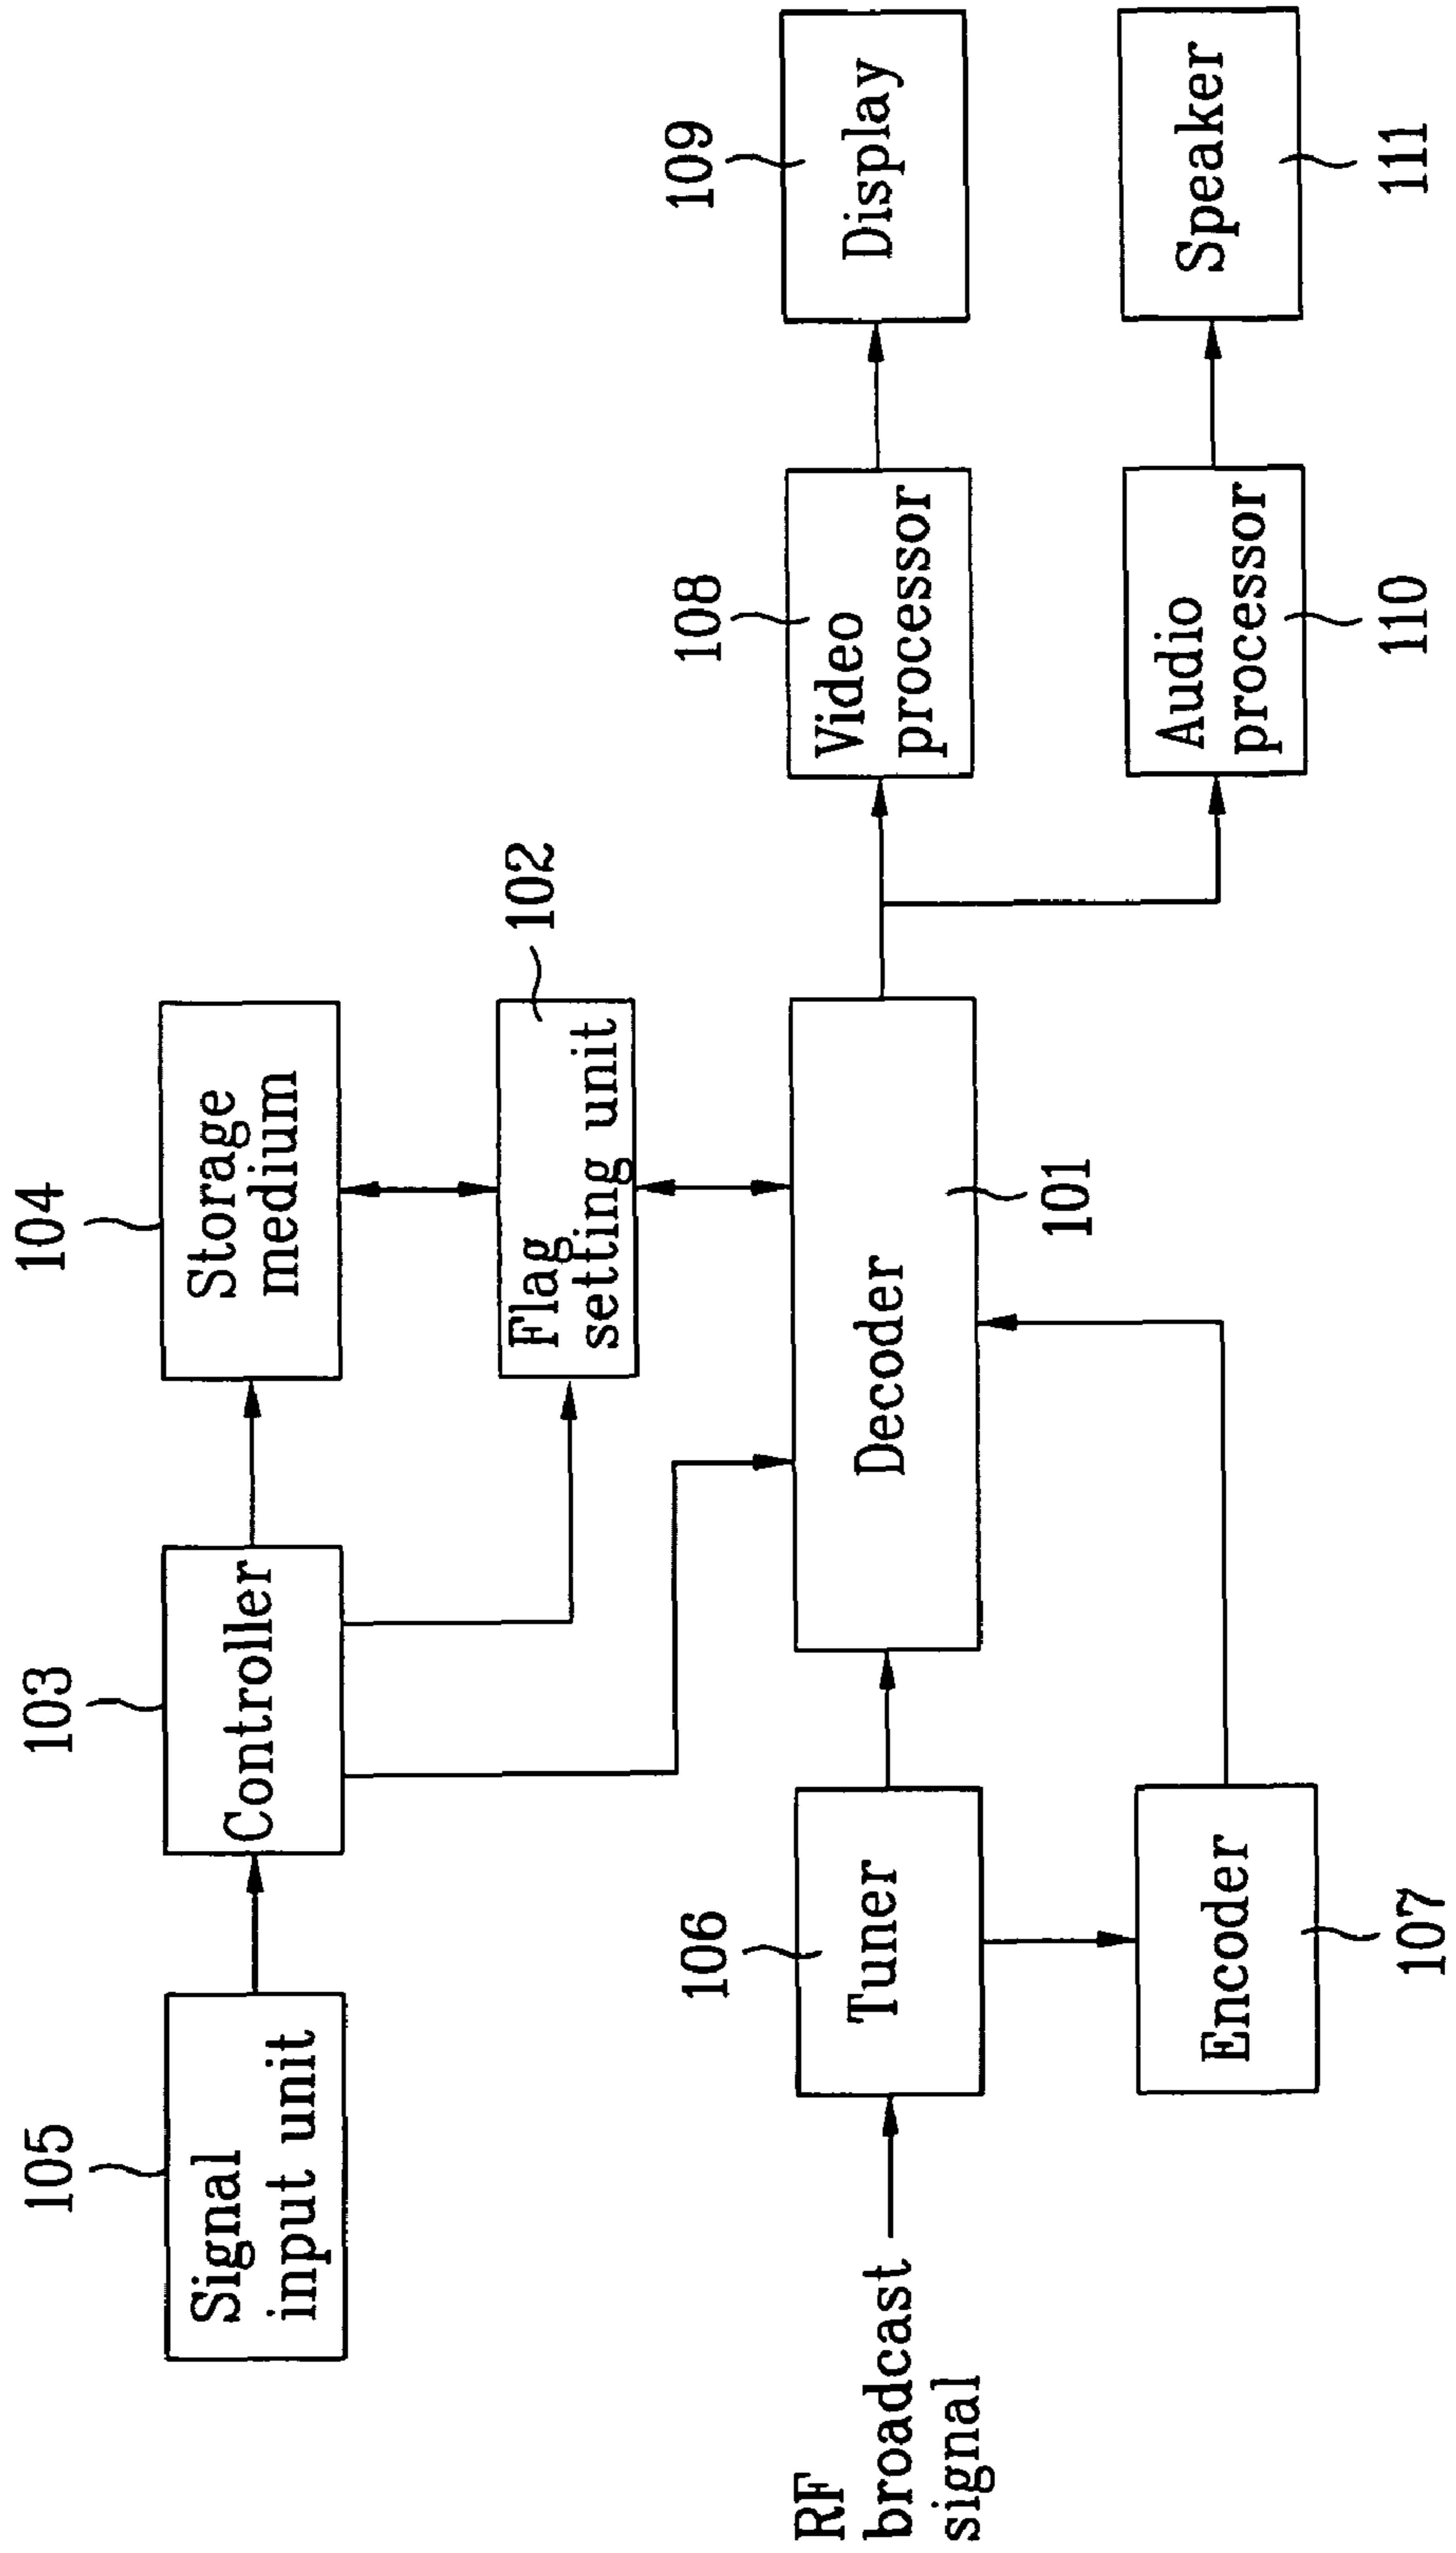 105
Signal
input unit
103
Controller
104
Storage
medium
102
Flag
setting unit
RF
broadcast
signal
106
Tuner
107
Encoder
Decoder
101
108
Video
processor
109
Display
Audio
processor
110
Speaker
111